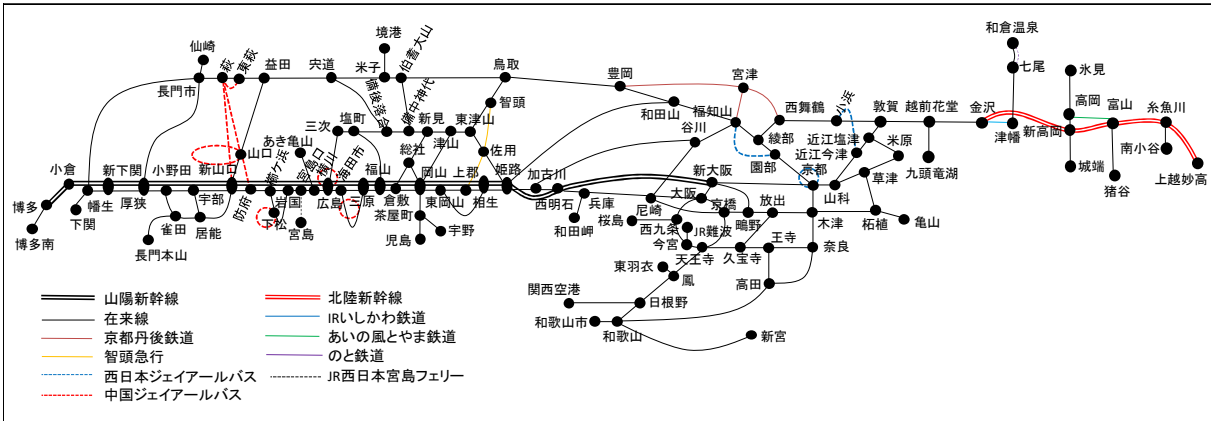 和倉温泉
七尾
氷見
高岡
富山
糸魚川
金沢
津幡
新高岡
南小谷
城端
猪谷
上越妙高
境港
仙崎
萩
東萩
益田
宍道
米子
伯耆大山
鳥取
豊岡
宮津
西舞鶴
小浜
敦賀
越前花堂
長門市
備後落合
備中神代
智頭
和田山
福知山
綾部
近江塩津
米原
近江今津
九頭竜湖
三次
塩町
新見
津山
東津山
谷川
園部
京都
草津
あき亀山
総社
佐用
山口
小倉
新下関
小野田
新山口
櫛ケ浜
宮島口
横川
海田市
福山
岡山
上郡
姫路
加古川
新大阪
山科
博多
幡生
厚狭
宇部
防府
岩国
広島
三原
倉敷
東岡山
相生
西明石
兵庫
大阪
尼崎
京橋
放出
柘植
亀山
博多南
下関
雀田
居能
下松
宮島
茶屋町
児島
宇野
和田岬
桜島
西九条
鴫野
木津
長門本山
今宮
JR難波
天王寺
久宝寺
王寺
奈良
東羽衣
鳳
高田
関西空港
日根野
和歌山市
和歌山
新宮
山陽新幹線
在来線
京都丹後鉄道
智頭急行
西日本ジェイアールバス
中国ジェイアールバス
北陸新幹線
IRいしかわ鉄道
あいの風とやま鉄道
のと鉄道
JR西日本宮島フェリー